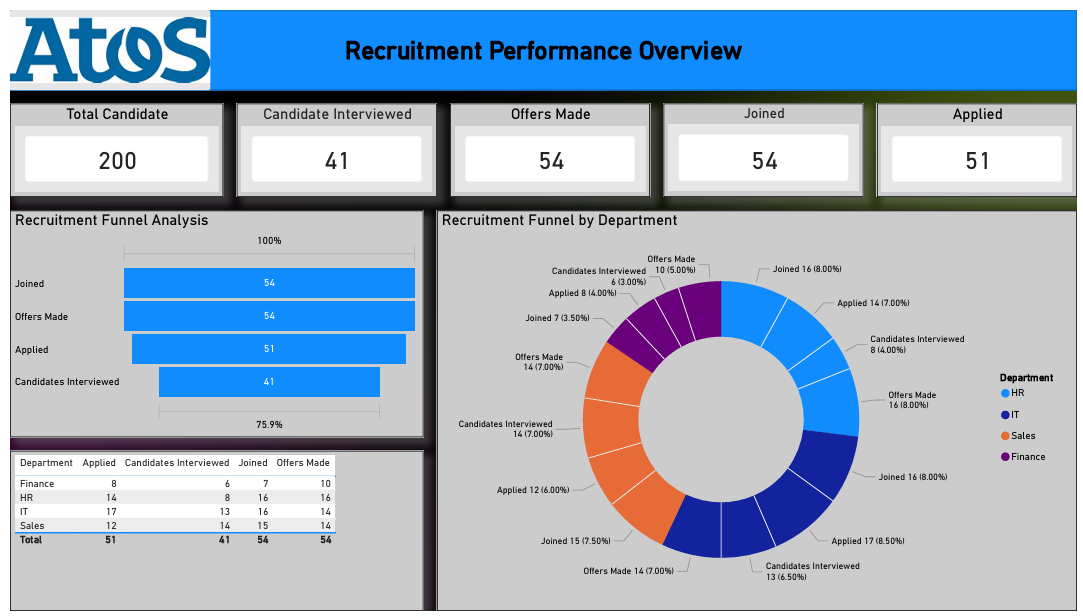 Atos
Recruitment Performance Overview
Total Candidate
200
Candidate Interviewed
41
Offers Made
54
Joined
54
Applied
51
Recruitment Funnel Analysis
100%
Joined
54
Offers Made
54
Applied
51
Candidates Interviewed
41
75.9%
Department Applied Candidates Interviewed Joined Offers Made
Finance 8 6 7 10
HR 14 8 16 16
IT 17 13 16 14
Sales 12 14 15 14
Total 51 41 54 54
Recruitment Funnel by Department
Joined 16 (8.00%)
Applied 14 (7.00%)
Candidates Interviewed
8 (4.00%)
Offers Made
16 (8.00%)
Joined 16 (8.00%)
Applied 17 (8.50%)
Candidates Interviewed
13 (6.50%)
Offers Made 14 (7.00%)
Joined 15 (7.50%)
Applied 12 (6.00%)
Candidates Interviewed
14 (7.00%)
Offers Made
14 (7.00%)
Joined 7 (3.50%)
Applied 8 (4.00%)
Candidates Interviewed
6 (3.00%)
Offers Made
10 (5.00%)
Department
HR
IT
Sales
Finance